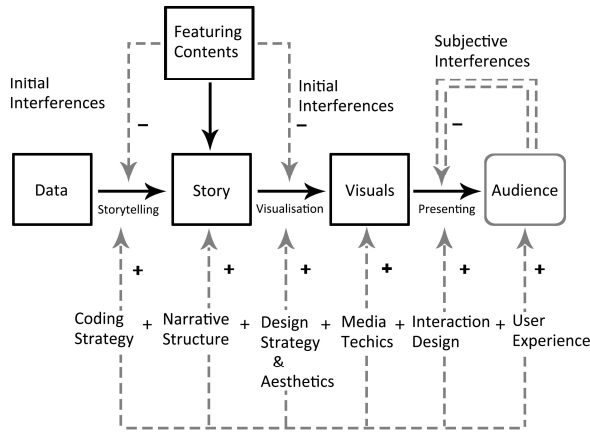 Featuring
Contents
Subjective
Interferences
Initial
Interferences
Initial
Interferences
–
–
–
Data
Story
Visuals
Audience
Storytelling
Visualisation
Presenting
+
+
+
+
+
+
Coding
Strategy
+
Narrative
Structure
+
Design
Strategy
&
Aesthetics
+
Media
Techics
+
Interaction
Design
+
User
Experience